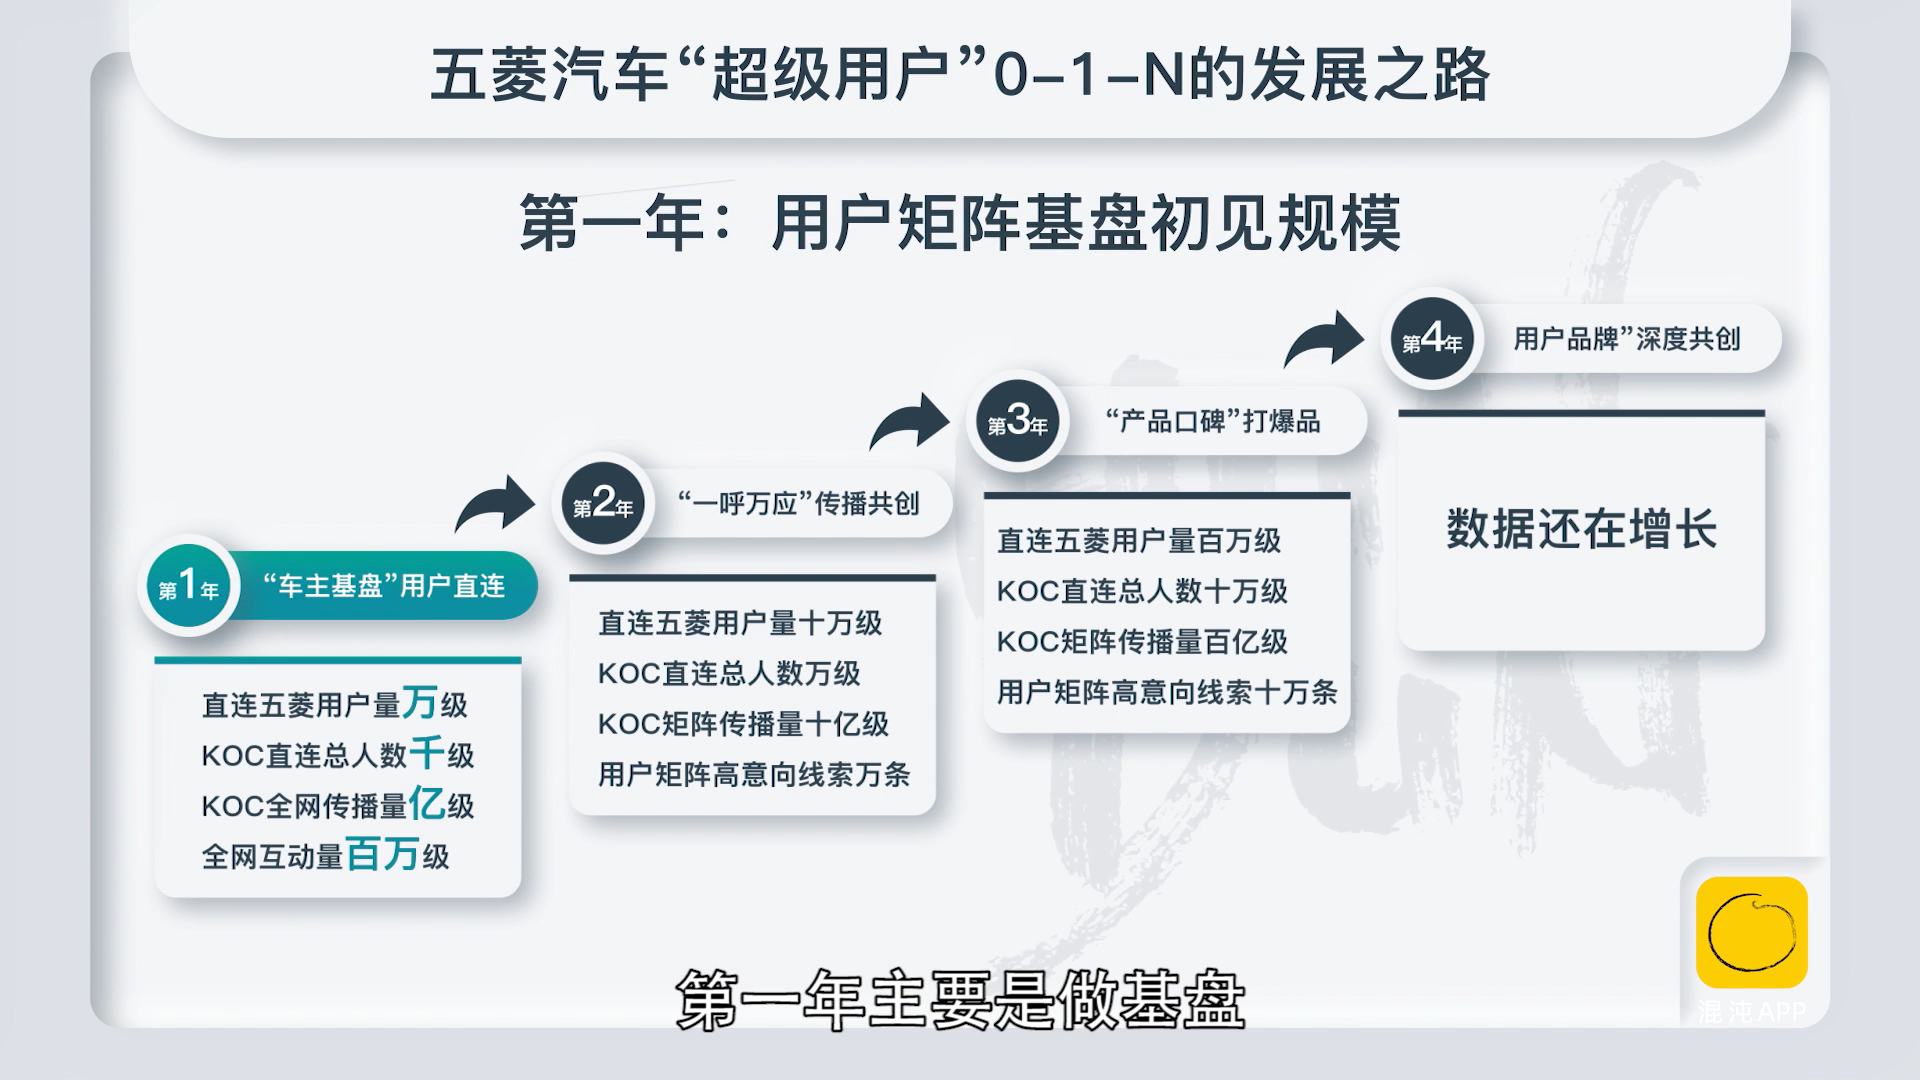 五菱汽车“超级用户”0-1-N的发展之路
第一年：用户矩阵基盘初见规模
第1年
“车主基盘”用户直连
直连五菱用户量万级
KOC直连总人数千级
KOC全网传播量亿级
全网互动量百万级
第2年
“一呼万应”传播共创
直连五菱用户量十万级
KOC直连总人数万级
KOC矩阵传播量十亿级
用户矩阵高意向线索万条
第3年
“产品口碑”打爆品
直连五菱用户量百万级
KOC直连总人数十万级
KOC矩阵传播量百亿级
用户矩阵高意向线索十万条
第4年
用户品牌”深度共创
数据还在增长
第一年主要是做基盘
混沌APP